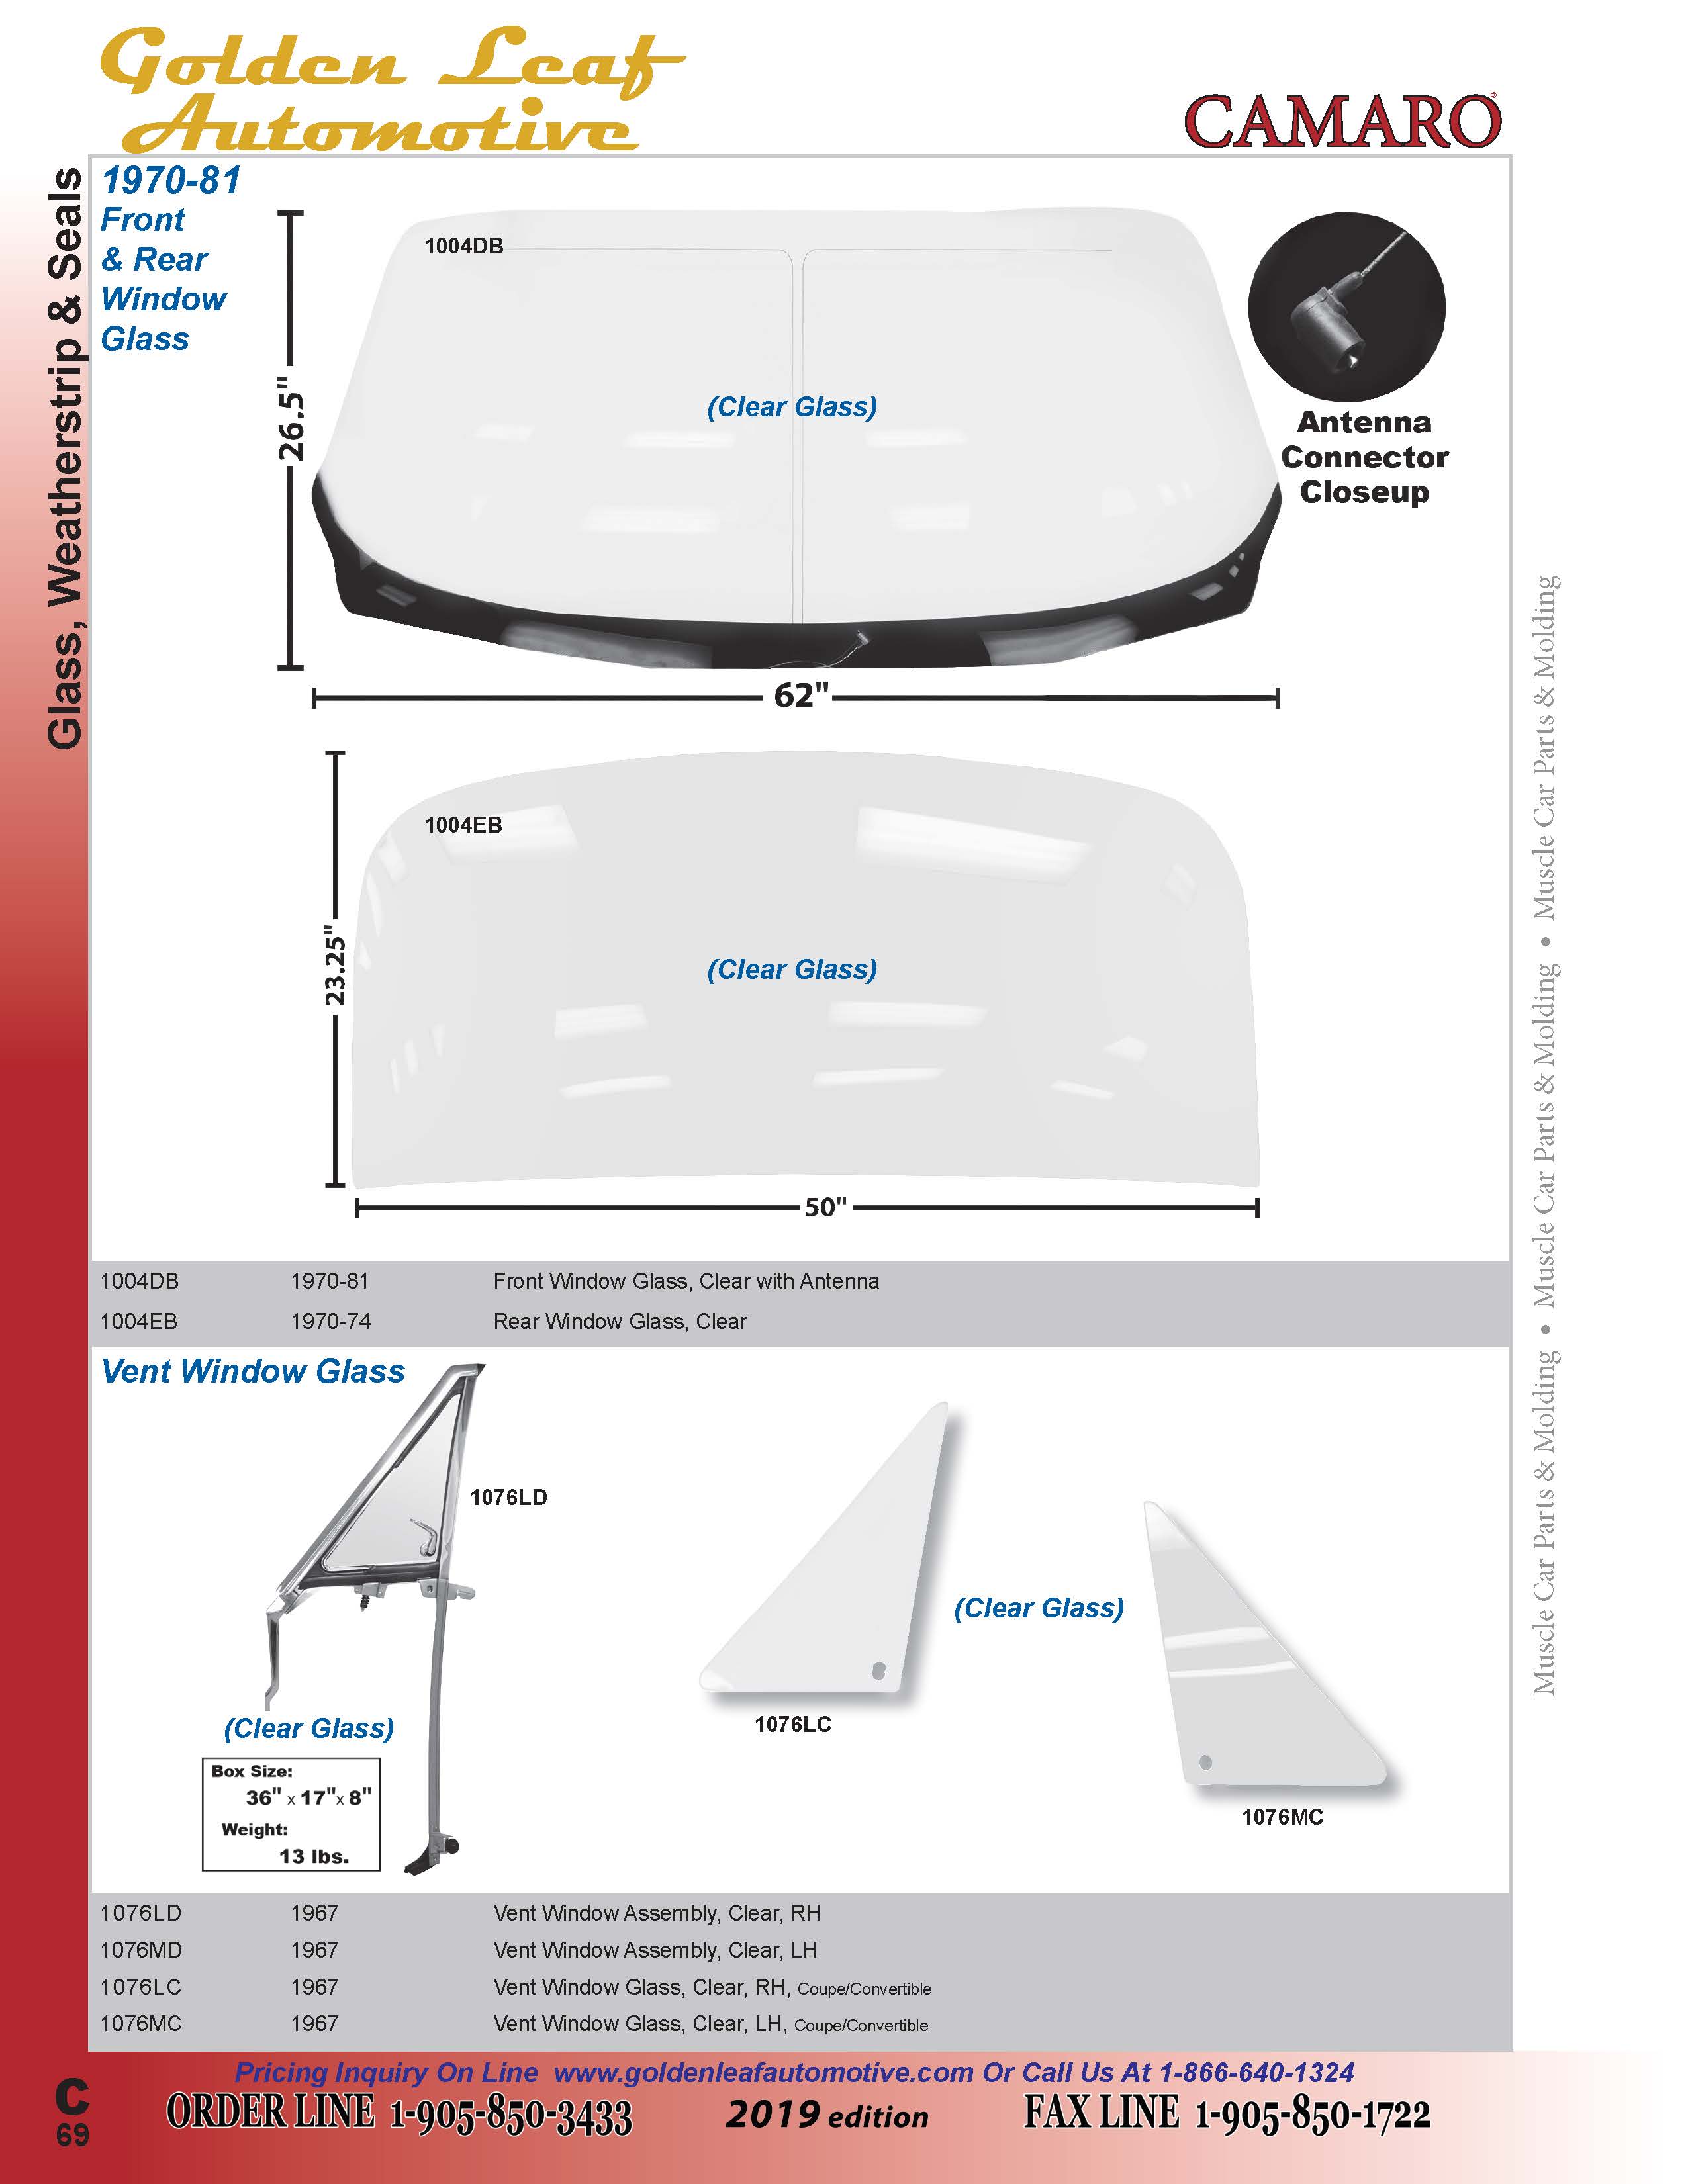 Golden Leaf
Automotive
CAMARO®
Glass, Weatherstrip & Seals
1970-81
Front
& Rear
Window
Glass
1004DB
26.5"
(Clear Glass)
Antenna
Connector
Closeup
62"
1004EB
23.25"
(Clear Glass)
50"
1004DB 1970-81 Front Window Glass, Clear with Antenna
1004EB 1970-74 Rear Window Glass, Clear
Vent Window Glass
1076LD
(Clear Glass)
(Clear Glass)
1076LC
1076MC
Box Size:
36" x 17"x 8"
Weight:
13 lbs.
1076LD 1967 Vent Window Assembly, Clear, RH
1076MD 1967 Vent Window Assembly, Clear, LH
1076LC 1967 Vent Window Glass, Clear, RH, Coupe/Convertible
1076MC 1967 Vent Window Glass, Clear, LH, Coupe/Convertible
Muscle Car Parts & Molding • Muscle Car Parts & Molding • Muscle Car Parts & Molding
Pricing Inquiry On Line www.goldenleafautomotive.com Or Call Us At 1-866-640-1324
C
69
ORDER LINE 1-905-850-3433 2019 edition FAX LINE 1-905-850-1722